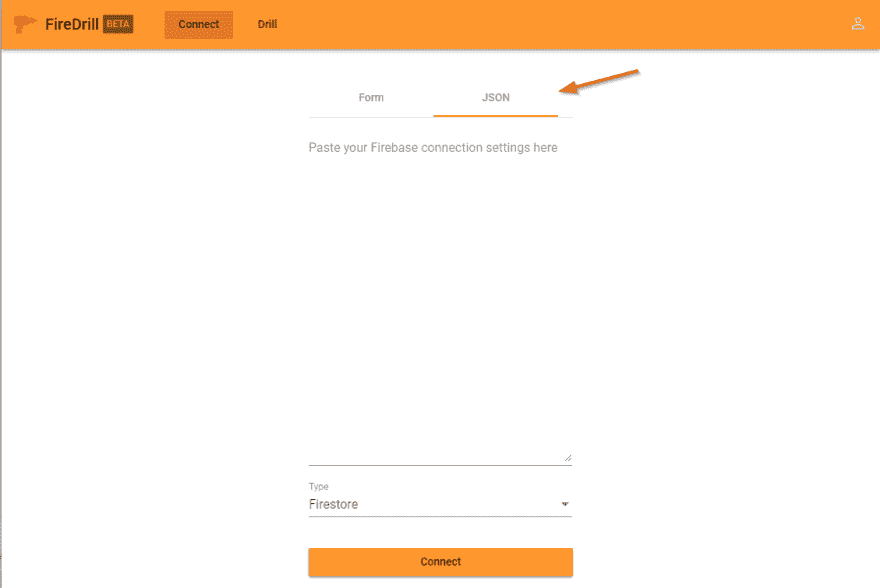 FireDrill BETA Connect Drill
Form JSON
Paste your Firebase connection settings here
Type
Firestore
Connect